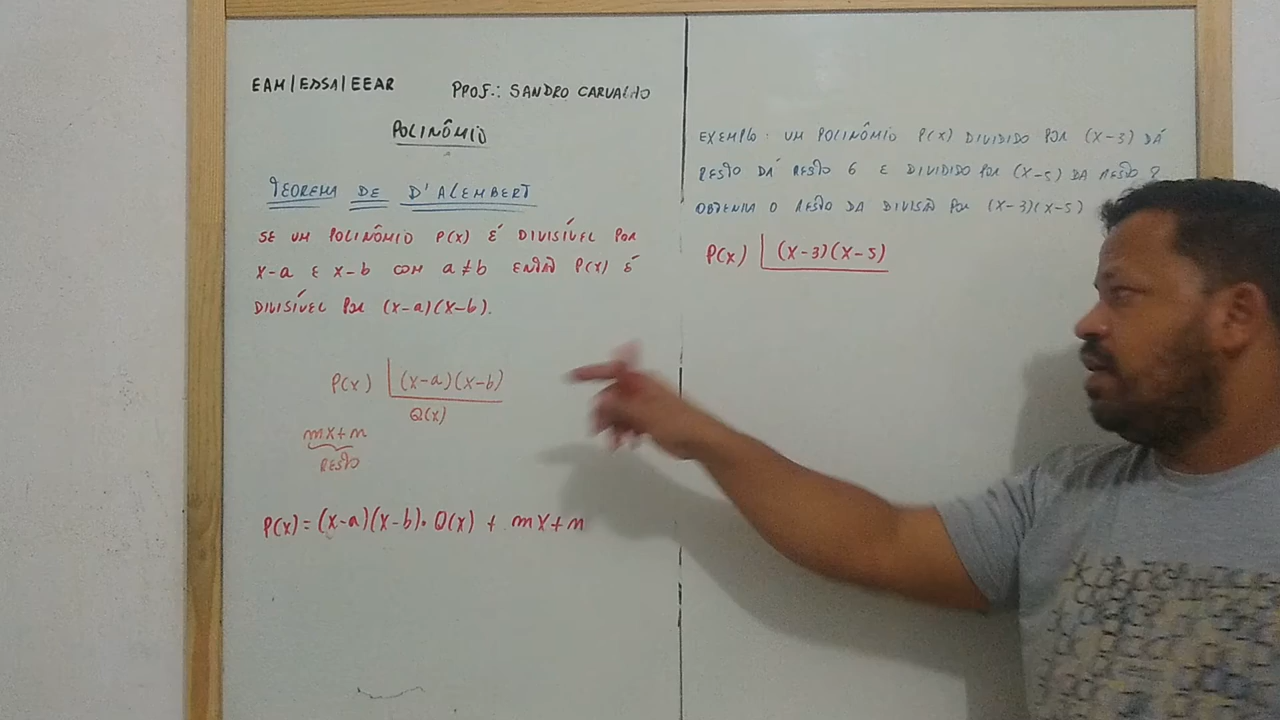 EAM/ESSA/EEAR
PROF.: SANDRO CARVALHO
POLINÔMIO
TEOREMA DE D'ALEMBERT
SE UM POLINÔMIO P(X) É DIVISÍVEL POR
X-a E X-b COM a≠b ENTÃO P(X) É
DIVISÍVEL POR (X-a)(X-b).
P(X) (X-a)(X-b)
Q(X)
mX+n
RESTO
P(X)=(X-a)(X-b)•Q(X) + mX+n
EXEMPLO: UM POLINÔMIO P(X) DIVIDIDO POR (X-3) DÁ
RESTO DÁ RESTO 6 E DIVIDIDO POR (X-5) DA RESTO
OBTENHA O RESTO DA DIVISÃO POR (X-3)(X-5)
P(X) (X-3)(X-5)